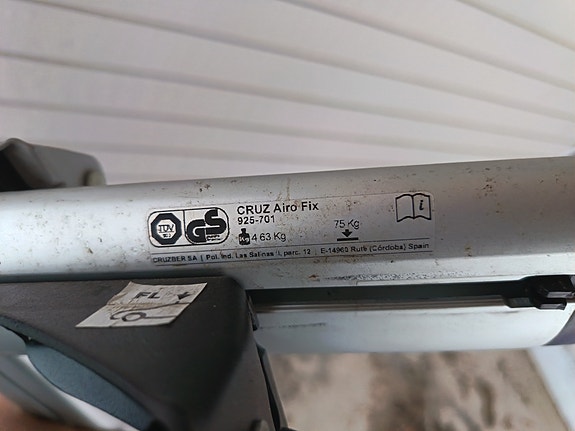 TÜV
GS
CRUZ Airo Fix
925-701
Kg 4.63 Kg
75 Kg
i
CRUZBER SA | Pol. Ind. Las Salinas I, parc. 12 | E-14960 Rute (Córdoba) Spain
FL